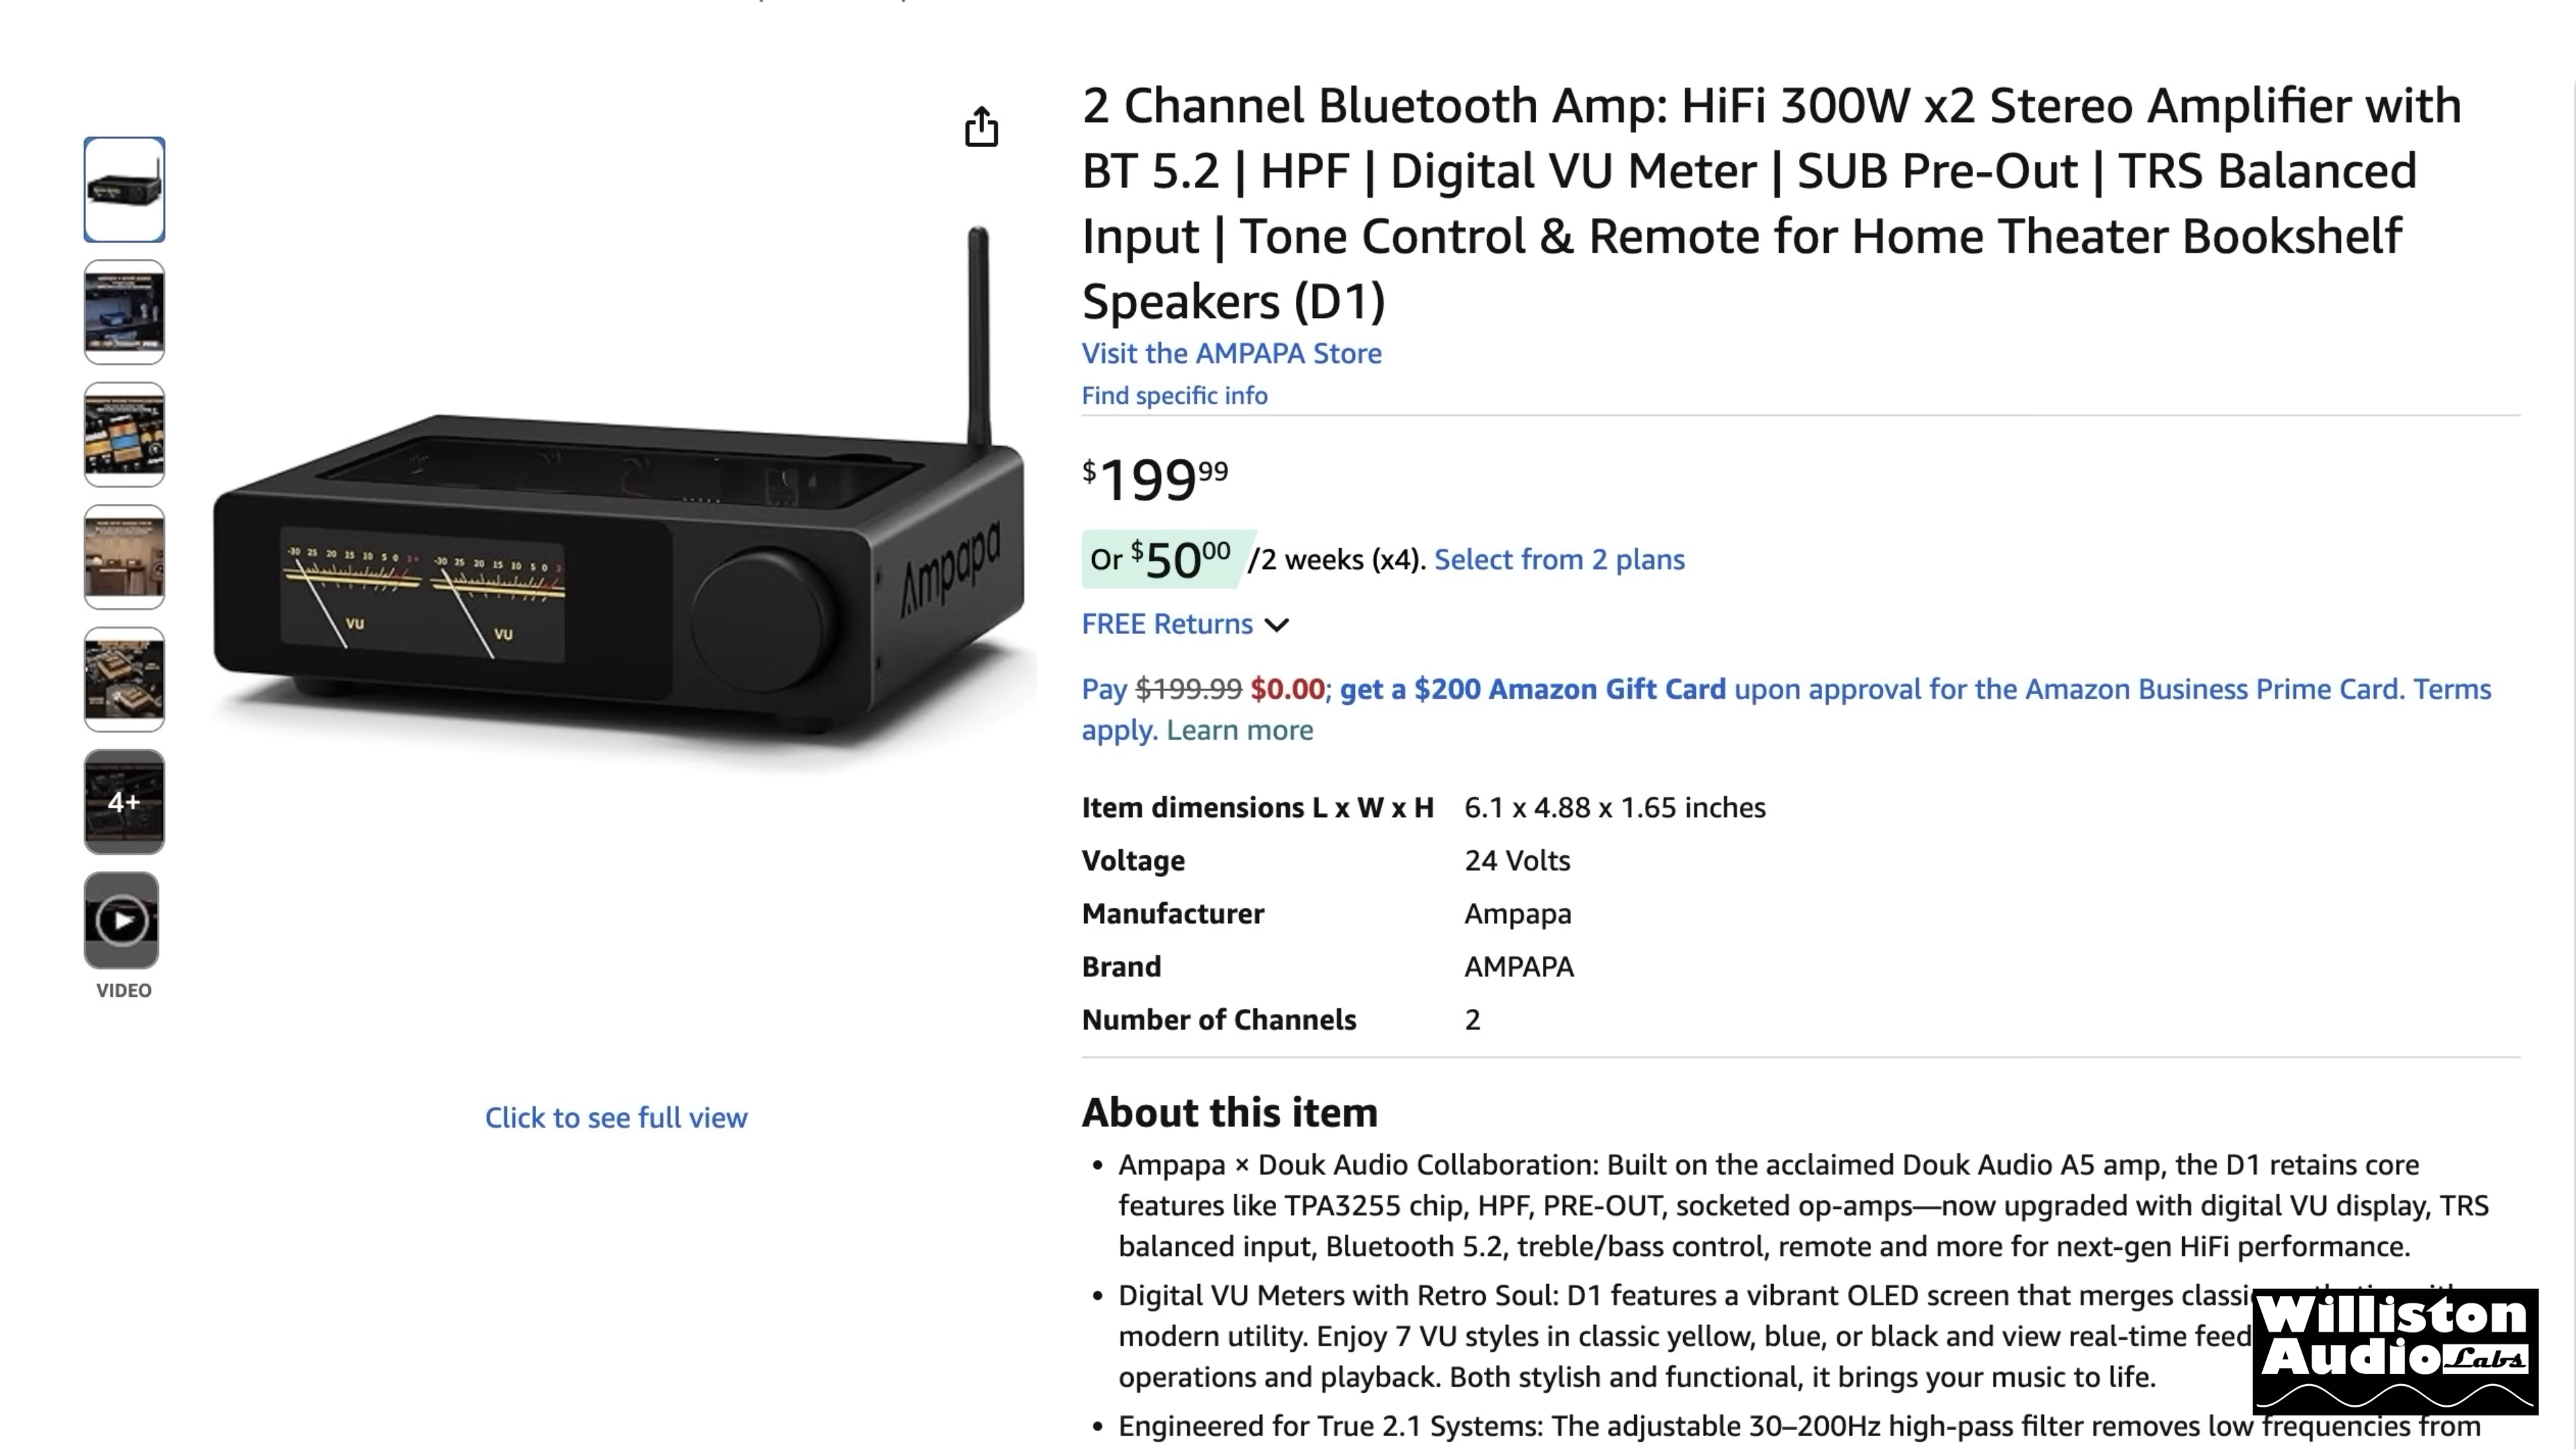 2 Channel Bluetooth Amp: HiFi 300W x2 Stereo Amplifier with
BT 5.2 | HPF | Digital VU Meter | SUB Pre-Out | TRS Balanced
Input | Tone Control & Remote for Home Theater Bookshelf
Speakers (D1)
Visit the AMPAPA Store
Find specific info
$199 99
Or $50 00 /2 weeks (x4). Select from 2 plans
FREE Returns
Pay $199.99 $0.00; get a $200 Amazon Gift Card upon approval for the Amazon Business Prime Card. Terms
apply. Learn more
Item dimensions L x W x H 6.1 x 4.88 x 1.65 inches
Voltage 24 Volts
Manufacturer Ampapa
Brand AMPAPA
Number of Channels 2
About this item
• Ampapa × Douk Audio Collaboration: Built on the acclaimed Douk Audio A5 amp, the D1 retains core
features like TPA3255 chip, HPF, PRE-OUT, socketed op-amps—now upgraded with digital VU display, TRS
balanced input, Bluetooth 5.2, treble/bass control, remote and more for next-gen HiFi performance.
• Digital VU Meters with Retro Soul: D1 features a vibrant OLED screen that merges classic
modern utility. Enjoy 7 VU styles in classic yellow, blue, or black and view real-time
operations and playback. Both stylish and functional, it brings your music to life.
• Engineered for True 2.1 Systems: The adjustable 30–200Hz high-pass filter removes low frequencies from
-30 25 20 15 10 5 0 3
-30 25 20 15 10 5 0 3
VU
VU
Ampapa
4+
VIDEO
Click to see full view
Williston
Audio Labs